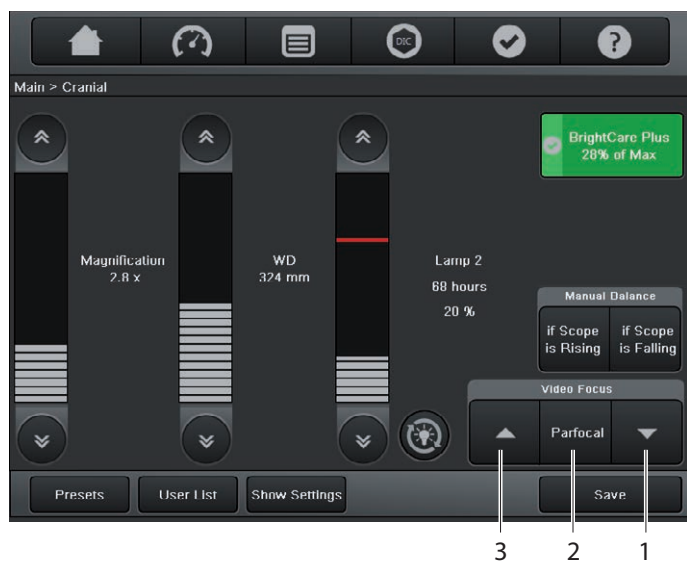 DIC
?
Main > Cranial
BrightCare Plus
28% of Max
Magnification
2.8 x
WD
324 mm
Lamp 2
68 hours
20 %
Manual Balance
if Scope
is Rising
if Scope
is Falling
Video Focus
Parfocal
Presets
User List
Show Settings
Save
3
2
1